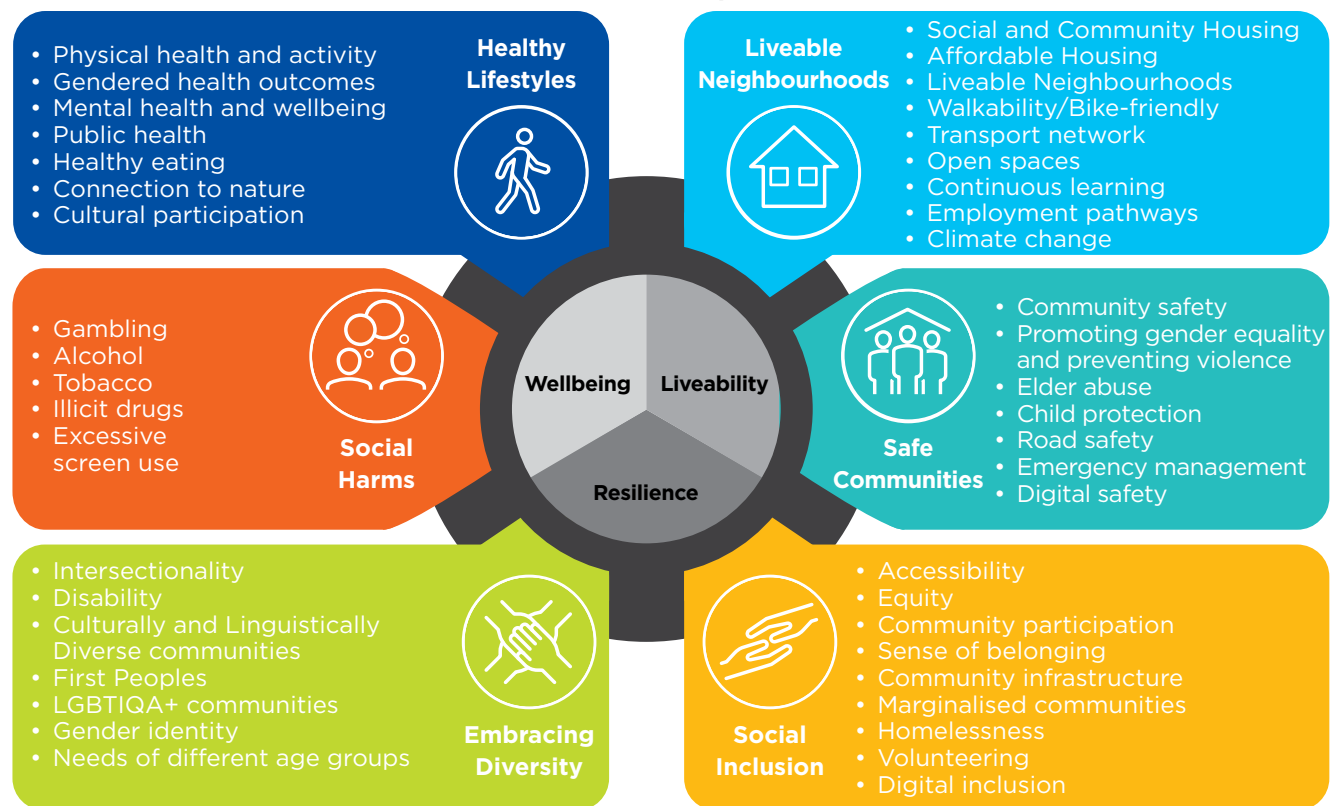 • Physical health and activity
• Gendered health outcomes
• Mental health and wellbeing
• Public health
• Healthy eating
• Connection to nature
• Cultural participation
Healthy
Lifestyles
Liveable
Neighbourhoods
• Social and Community Housing
• Affordable Housing
• Liveable Neighbourhoods
• Walkability/Bike-friendly
• Transport network
• Open spaces
• Continuous learning
• Employment pathways
• Climate change
• Gambling
• Alcohol
• Tobacco
• Illicit drugs
• Excessive
screen use
Social
Harms
Wellbeing
Liveability
Resilience
Safe
Communities
• Community safety
• Promoting gender equality
and preventing violence
• Elder abuse
• Child protection
• Road safety
• Emergency management
• Digital safety
• Intersectionality
• Disability
• Culturally and Linguistically
Diverse communities
• First Peoples
• LGBTIQA+ communities
• Gender identity
• Needs of different age groups
Embracing
Diversity
Social
Inclusion
• Accessibility
• Equity
• Community participation
• Sense of belonging
• Community infrastructure
• Marginalised communities
• Homelessness
• Volunteering
• Digital inclusion